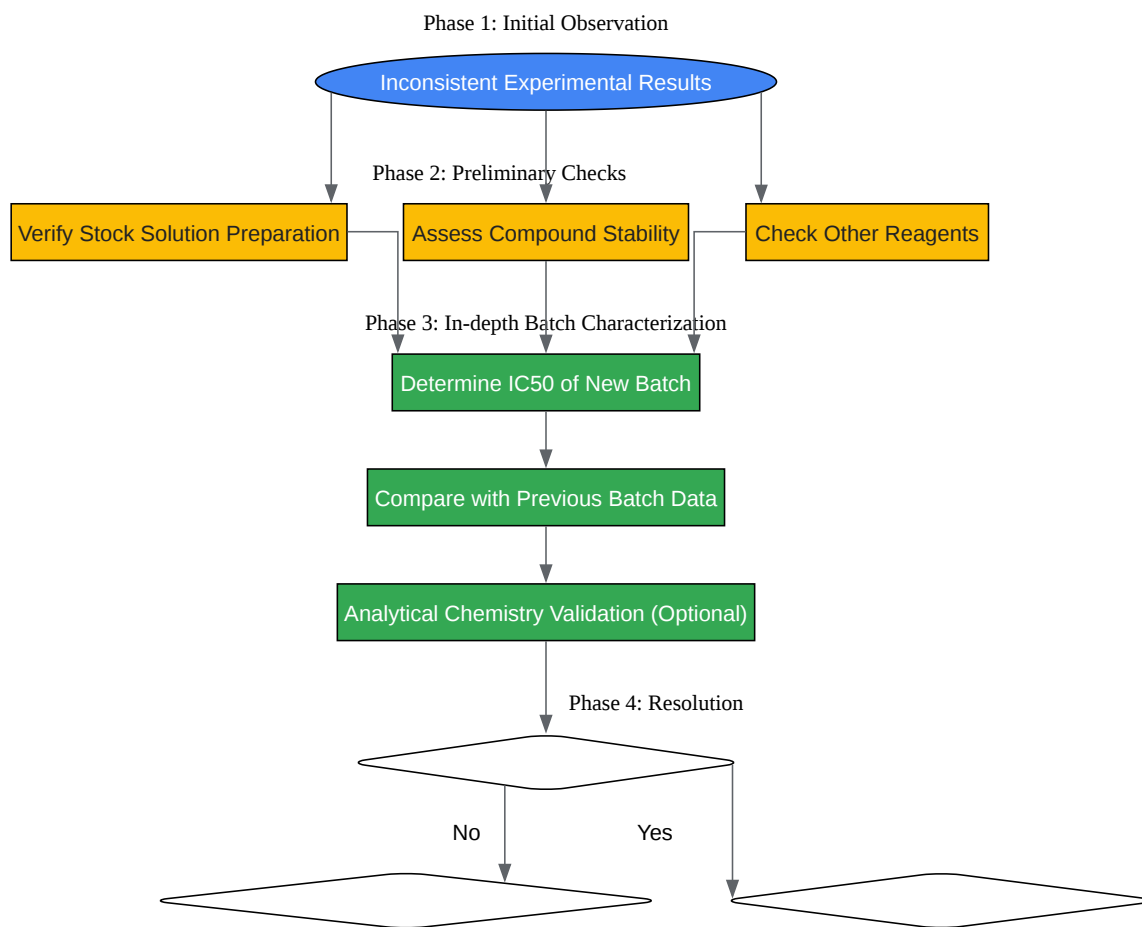 Phase 1: Initial Observation
Inconsistent Experimental Results
Phase 2: Preliminary Checks
Verify Stock Solution Preparation
Assess Compound Stability
Check Other Reagents
Phase 3: In-depth Batch Characterization
Determine IC50 of New Batch
Compare with Previous Batch Data
Analytical Chemistry Validation (Optional)
Phase 4: Resolution
No
Yes